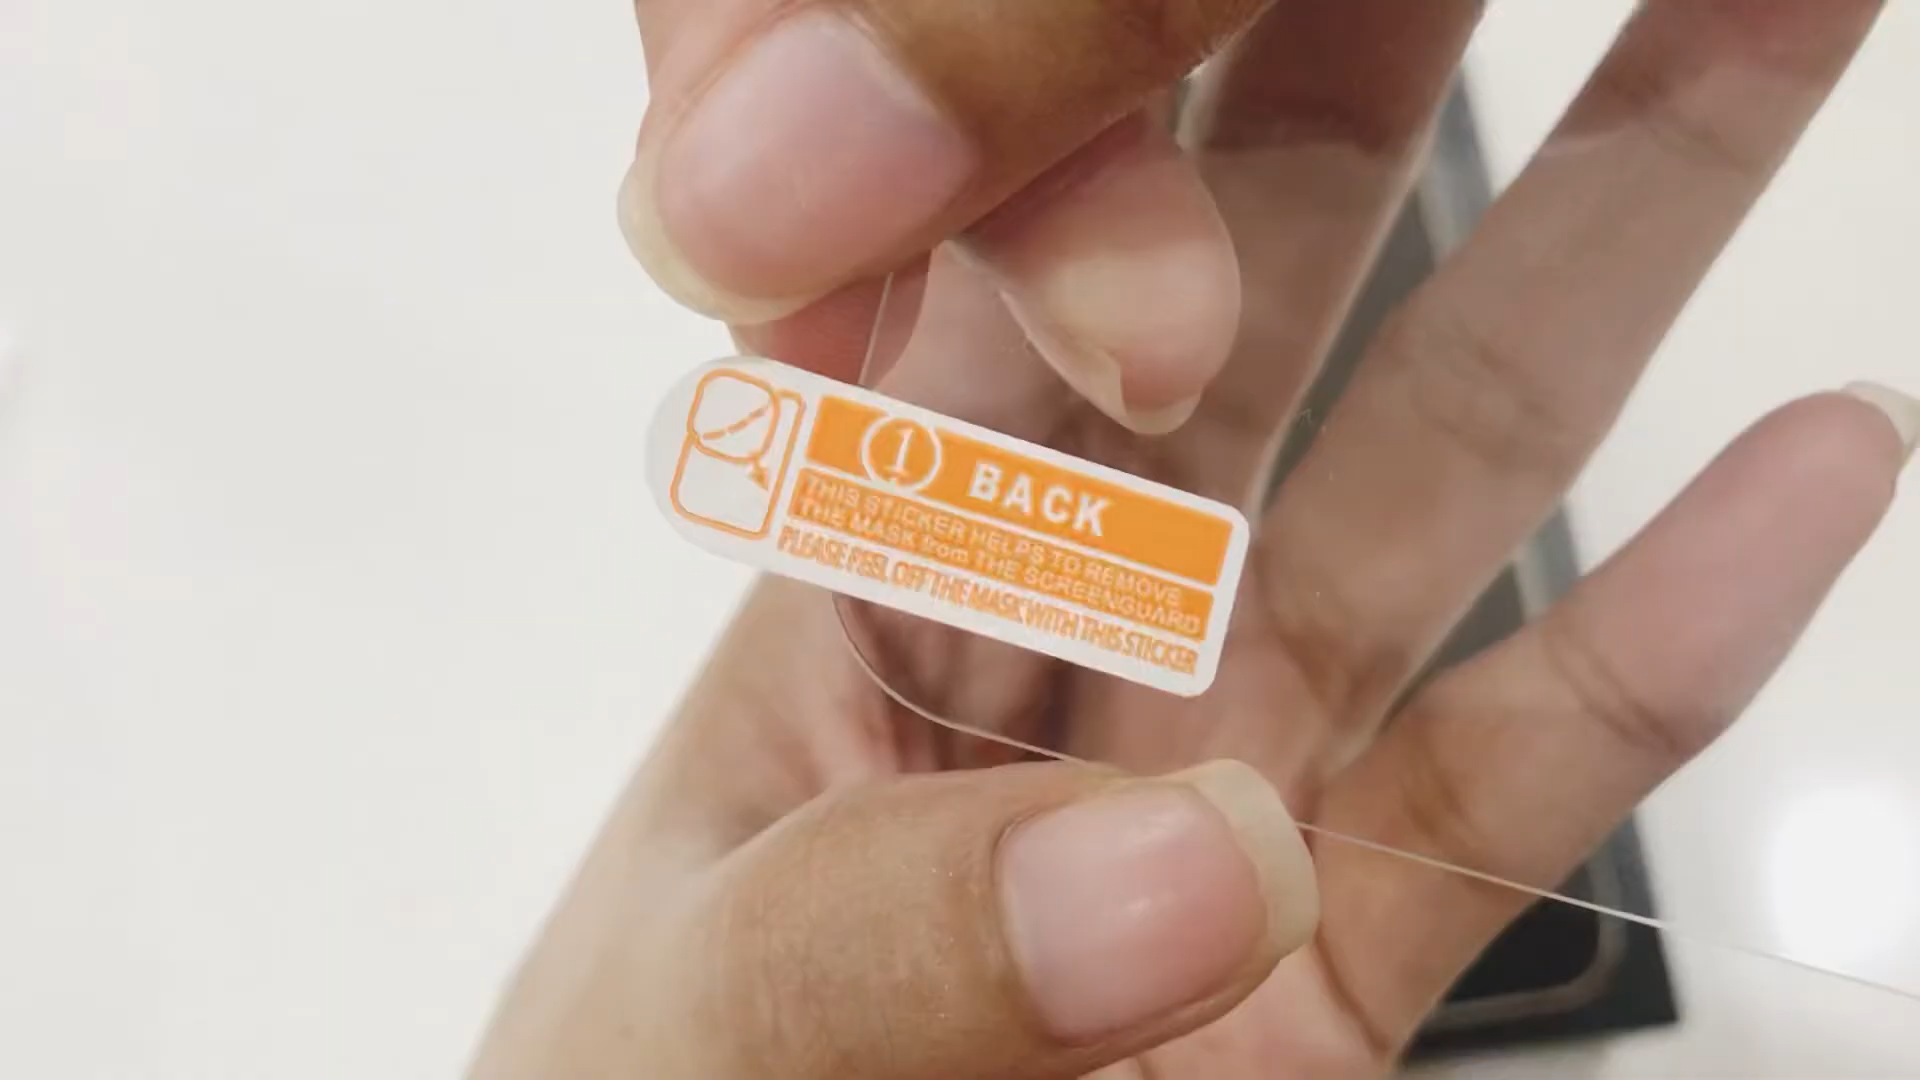 1 BACK
THIS STICKER HELPS TO REMOVE
THE MASK from THE SCREENGUARD
PLEASE PEEL OFF THE MASK WITH THIS STICKER